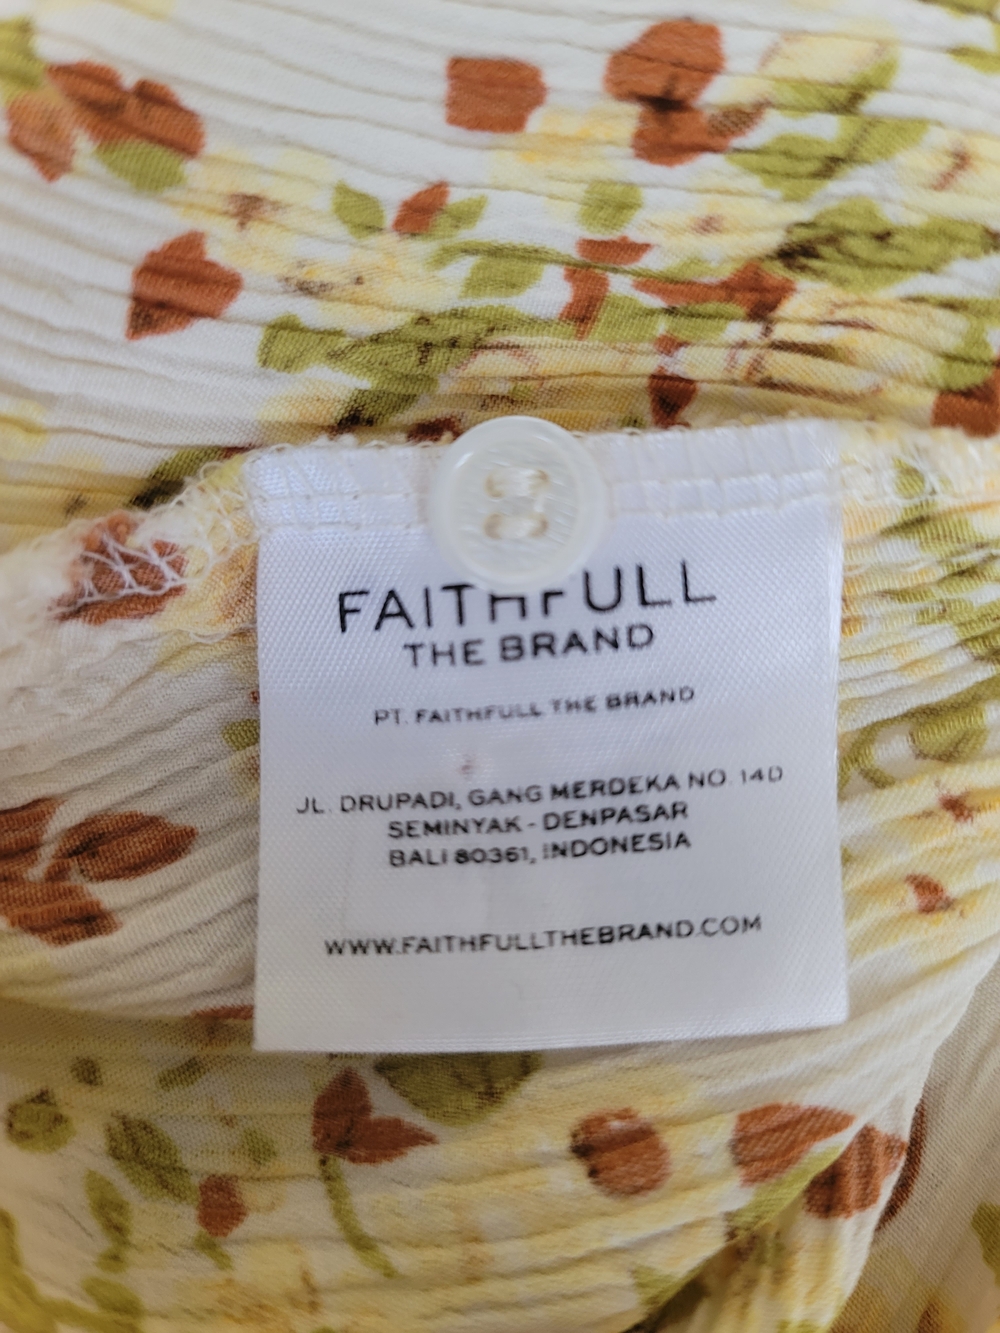 FAITHFULL
THE BRAND
PT. FAITHFULL THE BRAND
JL. DRUPADI, GANG MERDEKA NO. 14D
SEMINYAK - DENPASAR
BALI 80361, INDONESIA
WWW.FAITHFULLTHEBRAND.COM